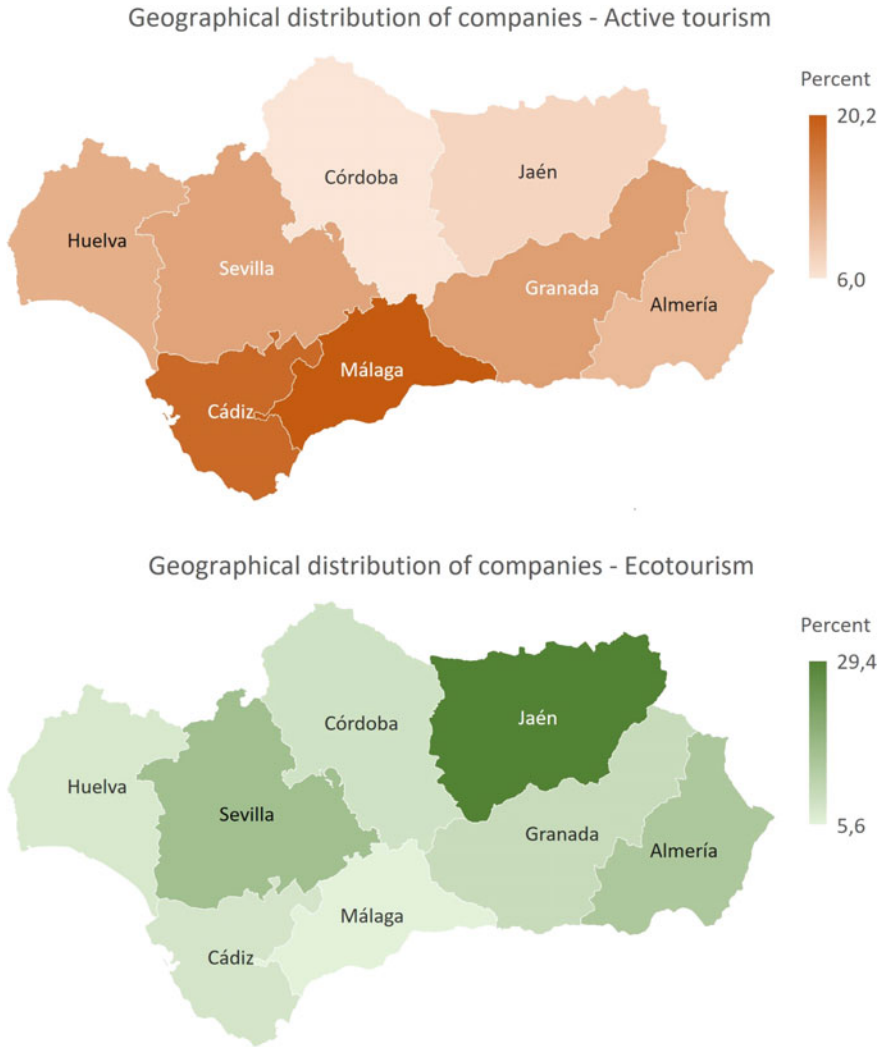 Geographical distribution of companies - Active tourism
Percent
20,2
6,0
Córdoba
Jaén
Huelva
Sevilla
Granada
Almería
Málaga
Cádiz
Geographical distribution of companies - Ecotourism
Percent
29,4
5,6
Córdoba
Jaén
Huelva
Sevilla
Granada
Almería
Málaga
Cádiz